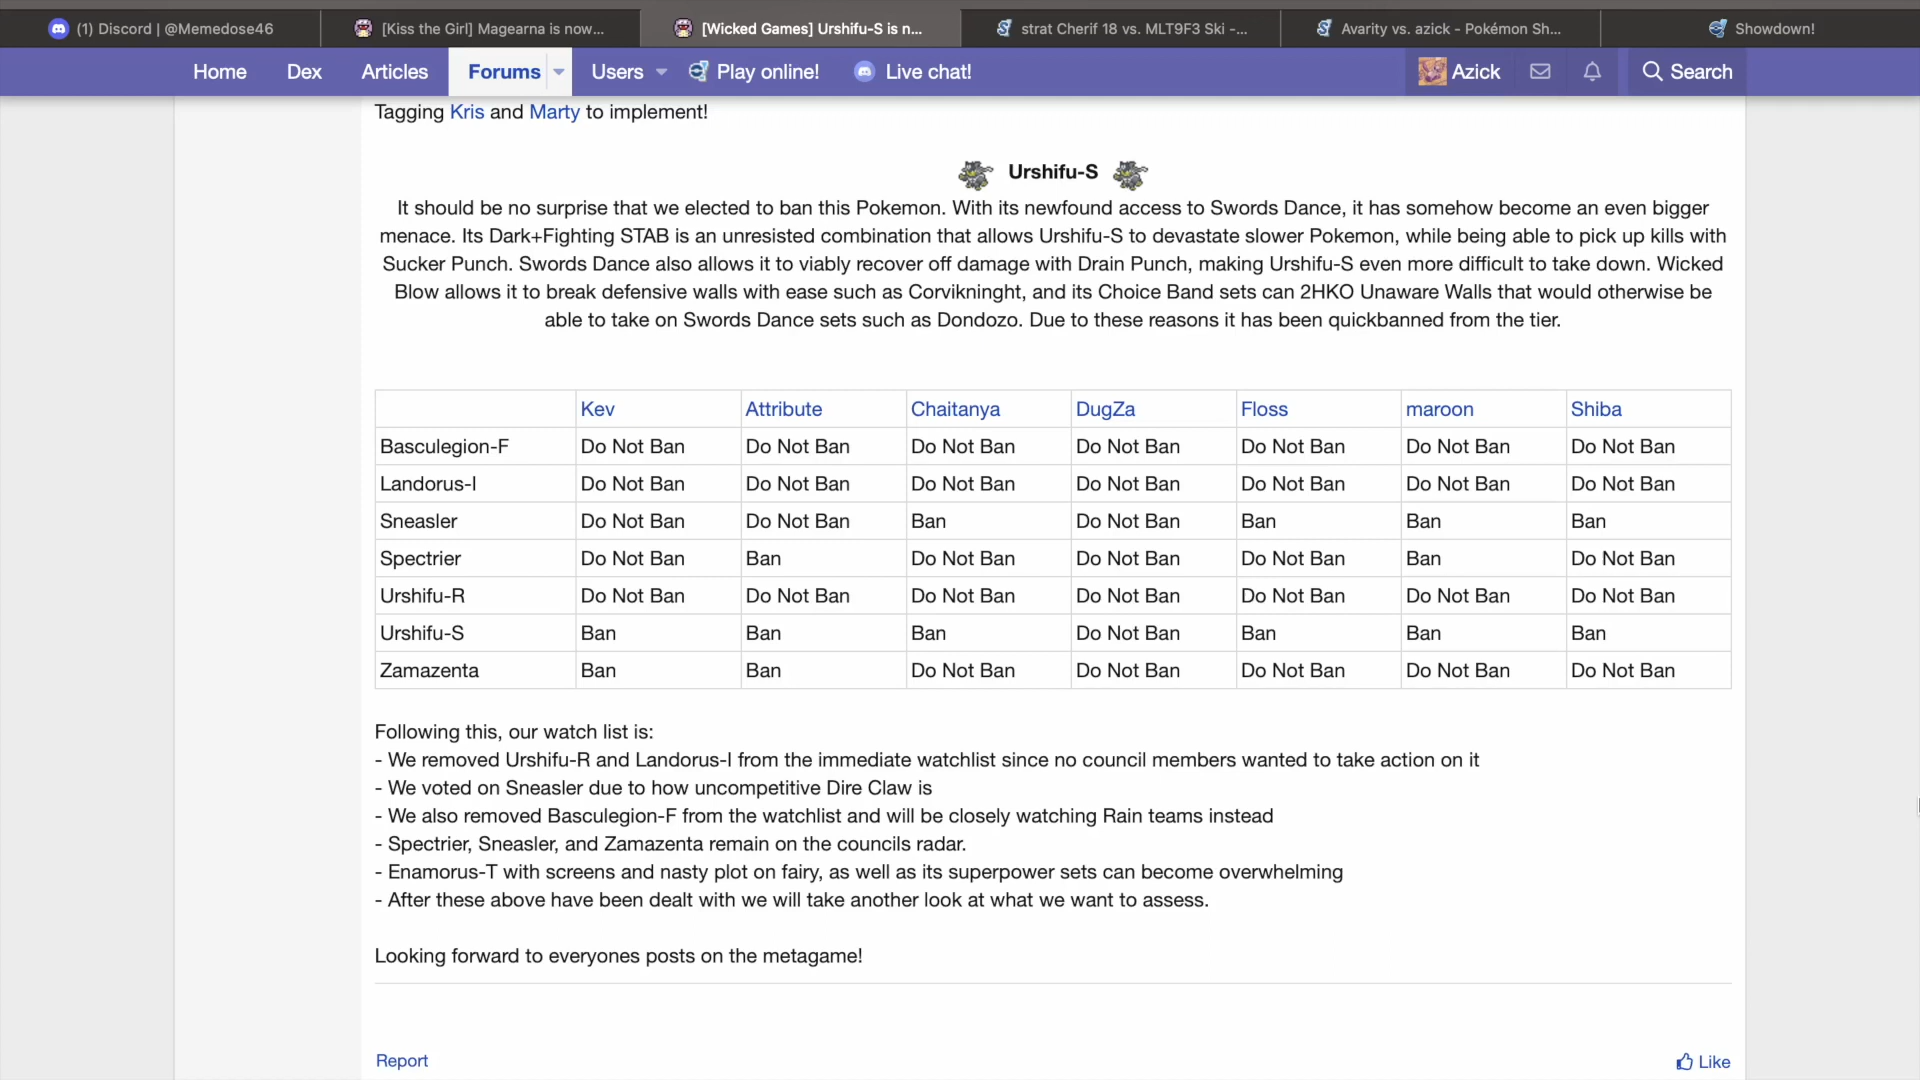 (1) Discord | @Memedose46
[Kiss the Girl] Magearna is now...
[Wicked Games] Urshifu-S is n...
strat Cherif 18 vs. MLT9F3 Ski -...
Avarity vs. azick - Pokémon Sh...
Showdown!
Home
Dex
Articles
Forums
Users
Play online!
Live chat!
Azick
Search
Tagging Kris and Marty to implement!
Urshifu-S
It should be no surprise that we elected to ban this Pokemon. With its newfound access to Swords Dance, it has somehow become an even bigger
menace. Its Dark+Fighting STAB is an unresisted combination that allows Urshifu-S to devastate slower Pokemon, while being able to pick up kills with
Sucker Punch. Swords Dance also allows it to viably recover off damage with Drain Punch, making Urshifu-S even more difficult to take down. Wicked
Blow allows it to break defensive walls with ease such as Corvikninght, and its Choice Band sets can 2HKO Unaware Walls that would otherwise be
able to take on Swords Dance sets such as Dondozo. Due to these reasons it has been quickbanned from the tier.
Kev Attribute Chaitanya DugZa Floss maroon Shiba
Basculegion-F Do Not Ban Do Not Ban Do Not Ban Do Not Ban Do Not Ban Do Not Ban Do Not Ban
Landorus-I Do Not Ban Do Not Ban Do Not Ban Do Not Ban Do Not Ban Do Not Ban Do Not Ban
Sneasler Do Not Ban Do Not Ban Ban Do Not Ban Ban Ban Ban
Spectrier Do Not Ban Ban Do Not Ban Do Not Ban Do Not Ban Ban Do Not Ban
Urshifu-R Do Not Ban Do Not Ban Do Not Ban Do Not Ban Do Not Ban Do Not Ban Do Not Ban
Urshifu-S Ban Ban Ban Do Not Ban Ban Ban Ban
Zamazenta Ban Ban Do Not Ban Do Not Ban Do Not Ban Do Not Ban Do Not Ban
Following this, our watch list is:
- We removed Urshifu-R and Landorus-I from the immediate watchlist since no council members wanted to take action on it
- We voted on Sneasler due to how uncompetitive Dire Claw is
- We also removed Basculegion-F from the watchlist and will be closely watching Rain teams instead
- Spectrier, Sneasler, and Zamazenta remain on the councils radar.
- Enamorus-T with screens and nasty plot on fairy, as well as its superpower sets can become overwhelming
- After these above have been dealt with we will take another look at what we want to assess.
Looking forward to everyones posts on the metagame!
Report
Like